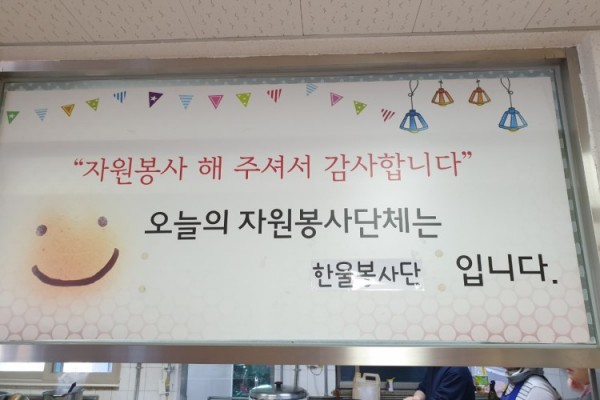 “자원봉사 해 주셔서 감사합니다”
오늘의 자원봉사단체는
한울봉사단 입니다.